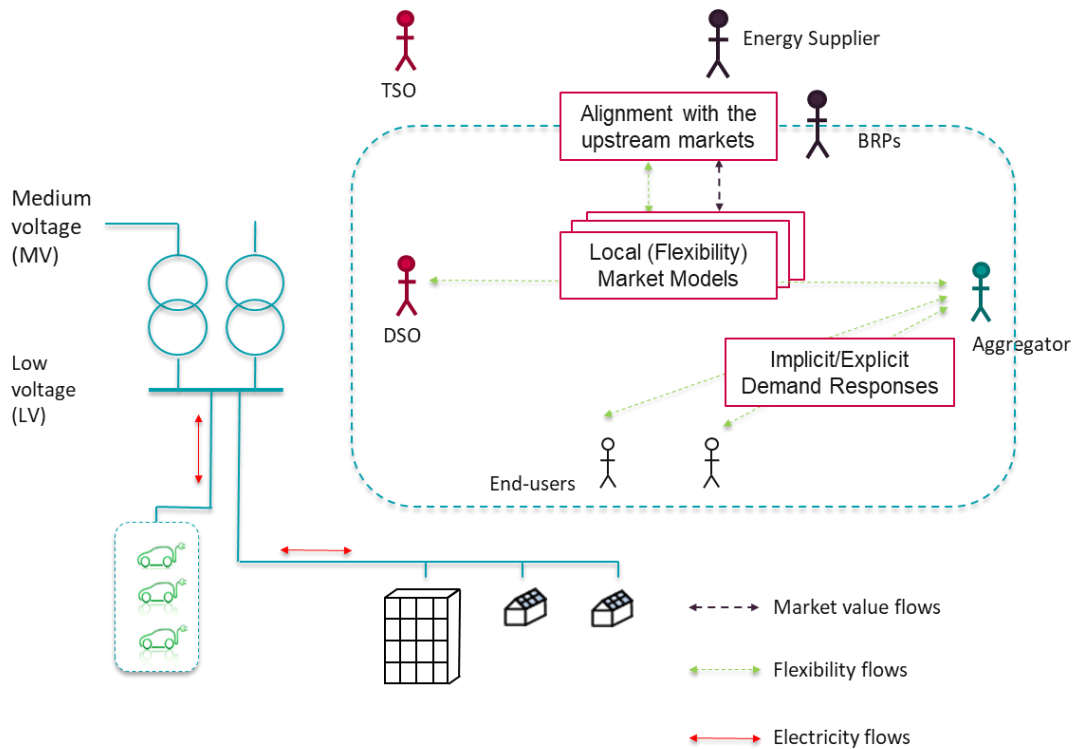 TSO
Energy Supplier
Alignment with the
upstream markets
BRPs
Medium
voltage
(MV)
Local (Flexibility)
Market Models
DSO
Aggregator
Low
voltage
(LV)
Implicit/Explicit
Demand Responses
End-users
Market value flows
Flexibility flows
Electricity flows